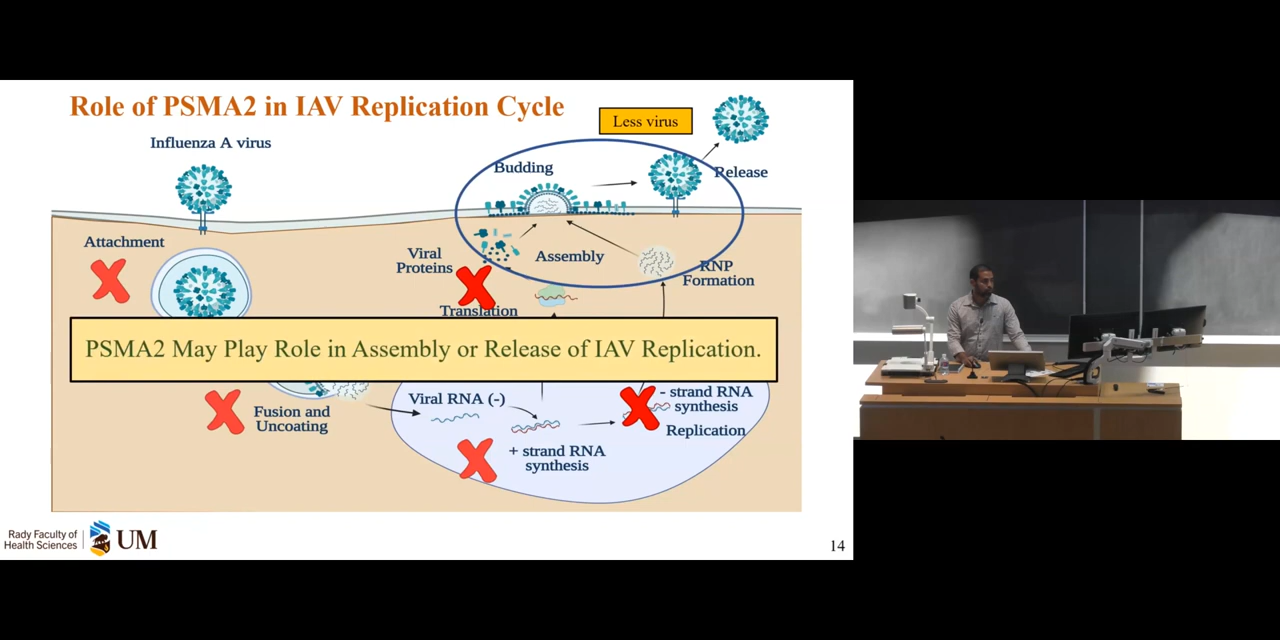 Role of PSMA2 in IAV Replication Cycle
Less virus
Influenza A virus
Budding
Release
Attachment
Viral
Proteins
Assembly
RNP
Formation
Translation
PSMA2 May Play Role in Assembly or Release of IAV Replication.
Fusion and
Uncoating
Viral RNA (-)
- strand RNA
synthesis
Replication
+ strand RNA
synthesis
Rady Faculty of
Health Sciences
UM
14